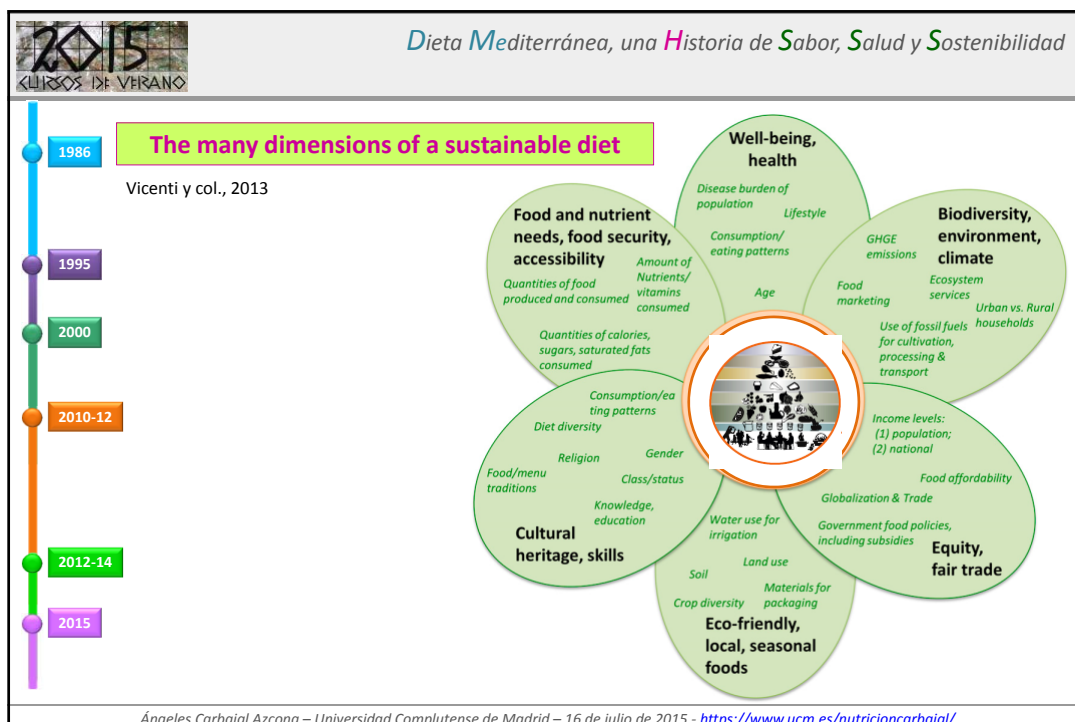 2015
CURSOS DE VERANO
Dieta Mediterránea, una Historia de Sabor, Salud y Sostenibilidad
1986
1995
2000
2010-12
2012-14
2015
The many dimensions of a sustainable diet
Vicenti y col., 2013
Well-being,
health
Disease burden of
population
Lifestyle
Consumption/
eating patterns
Age
Food and nutrient
needs, food security,
accessibility
Amount of
Nutrients/
vitamins
consumed
Quantities of food
produced and consumed
Quantities of calories,
sugars, saturated fats
consumed
Biodiversity,
environment,
climate
GHGE
emissions
Ecosystem
services
Food
marketing
Urban vs. Rural
households
Use of fossil fuels
for cultivation,
processing &
transport
Consumption/ea
ting patterns
Diet diversity
Gender
Religion
Food/menu
traditions
Class/status
Knowledge,
education
Cultural
heritage, skills
Income levels:
(1) population;
(2) national
Food affordability
Globalization & Trade
Government food policies,
including subsidies
Equity,
fair trade
Water use for
irrigation
Land use
Soil
Materials for
packaging
Crop diversity
Eco-friendly,
local, seasonal
foods
Ángeles Carbajal Azcona – Universidad Complutense de Madrid – 16 de julio de 2015 - https://www.ucm.es/nutricioncarbajal/